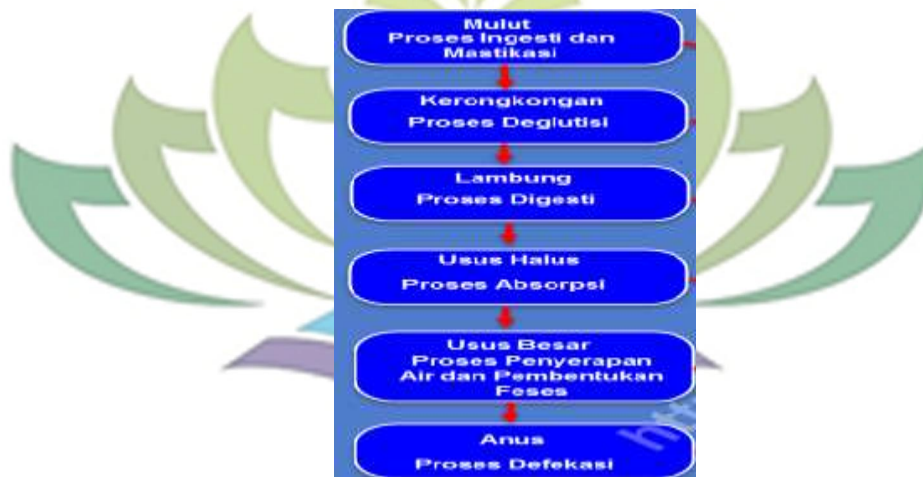 Mulut
Proses Ingesti dan
Mastikasi
Kerongkongan
Proses Deglutisi
Lambung
Proses Digesti
Usus Halus
Proses Absorpsi
Usus Besar
Proses Penyerapan
Air dan Pembentukan
Feses
Anus
Proses Defekasi